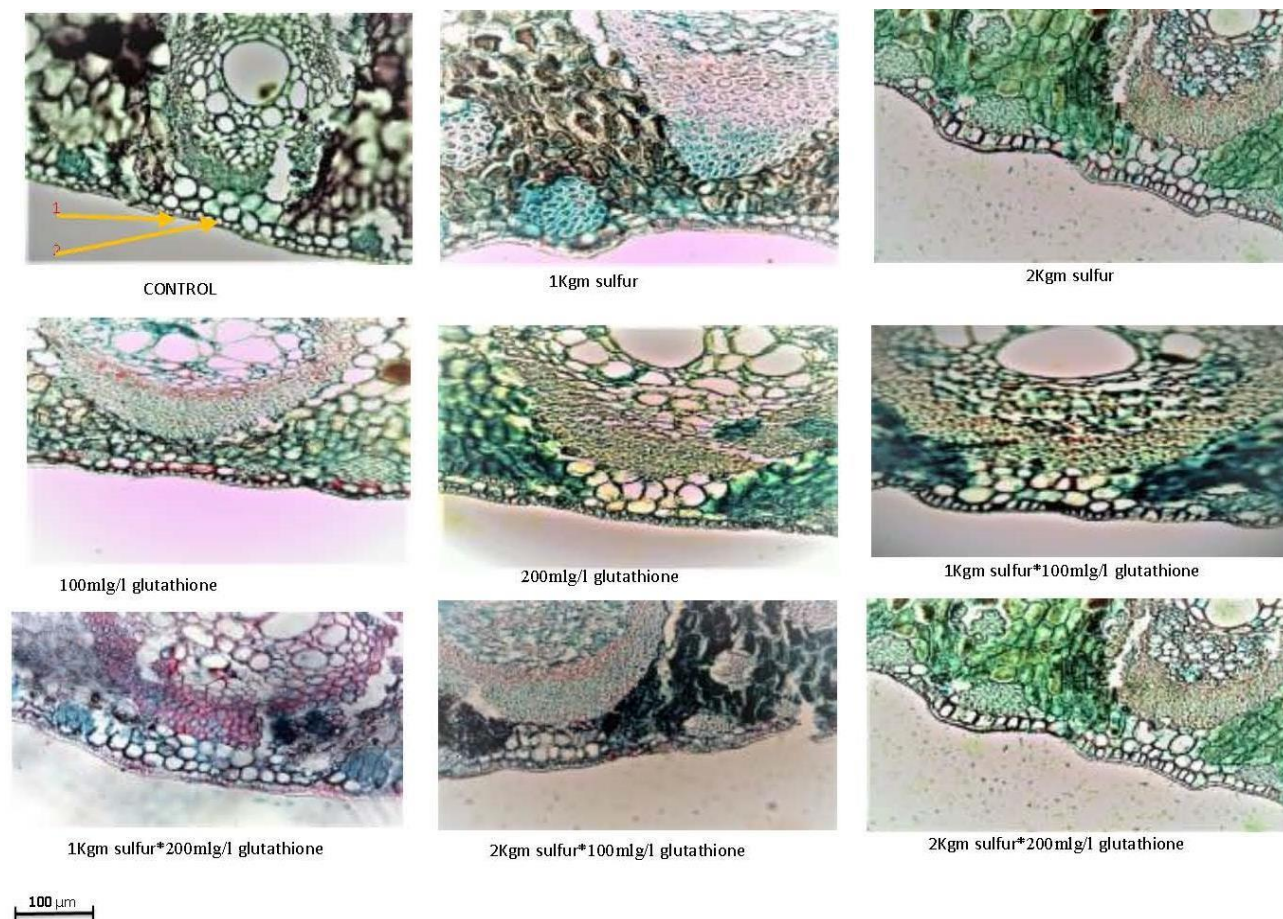 1
2
CONTROL
1Kgm sulfur
2Kgm sulfur
100mlg/l glutathione
200mlg/l glutathione
1Kgm sulfur*100mlg/l glutathione
1Kgm sulfur*200mlg/l glutathione
2Kgm sulfur*100mlg/l glutathione
2Kgm sulfur*200mlg/l glutathione
100 µm